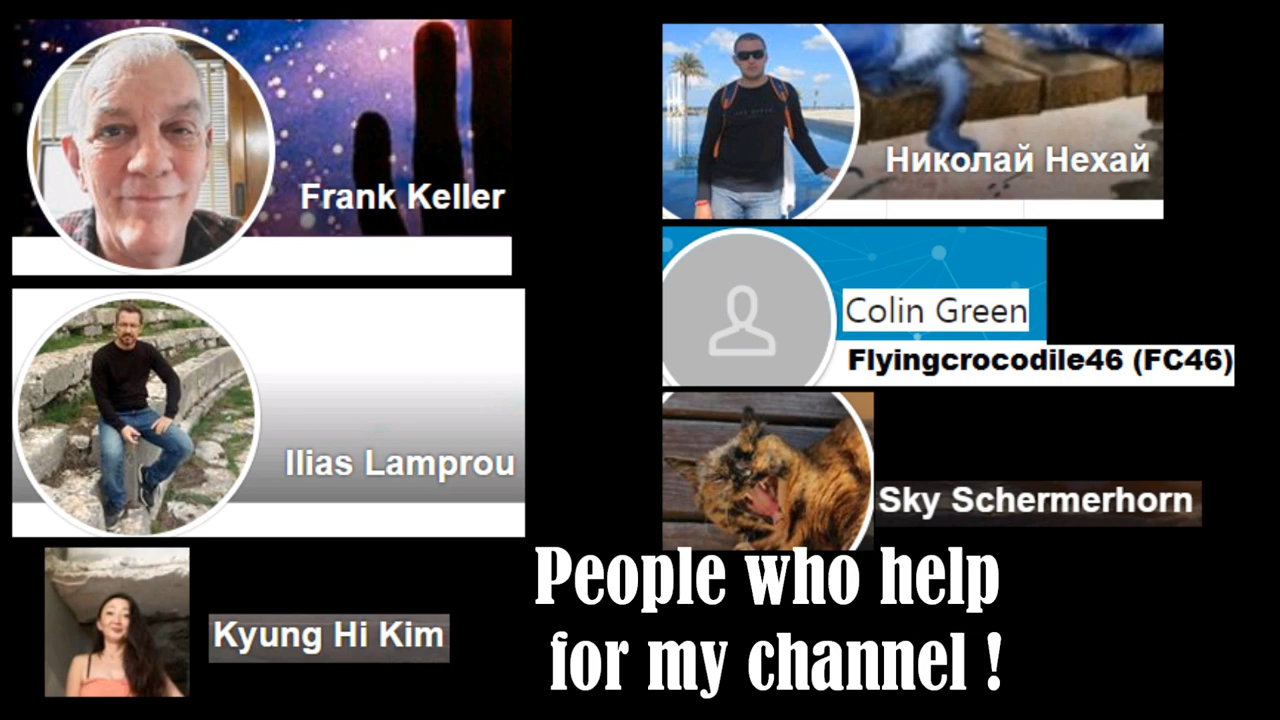 Frank Keller
Ilias Lamprou
Kyung Hi Kim
Николай Нехай
Colin Green
Flyingcrocodile46 (FC46)
Sky Schermerhorn
People who help
for my channel !